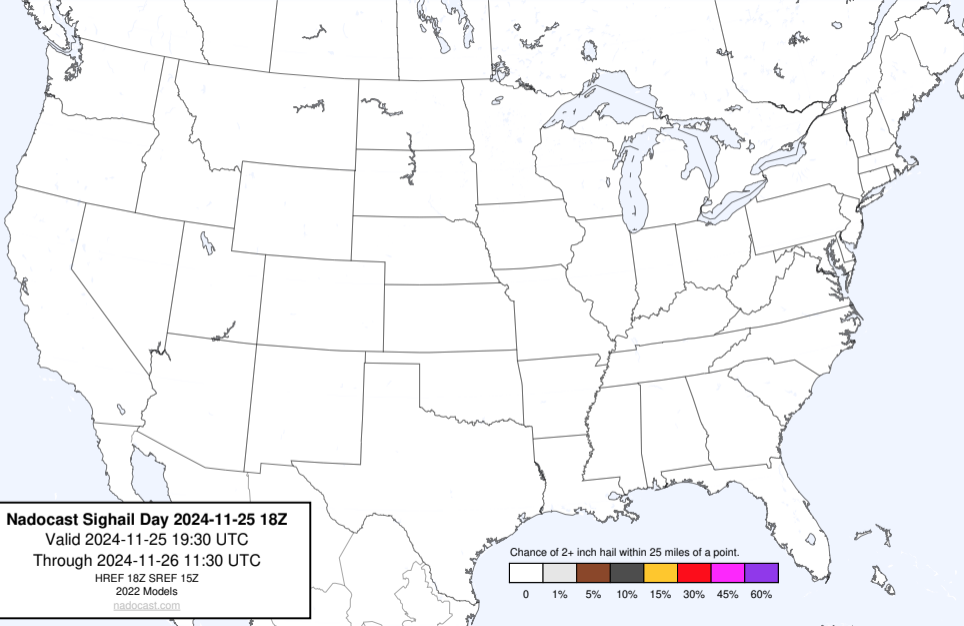 Nadocast Sighail Day 2024-11-25 18Z
Valid 2024-11-25 19:30 UTC
Through 2024-11-26 11:30 UTC
HREF 18Z SREF 15Z
2022 Models
nadocast.com
Chance of 2+ inch hail within 25 miles of a point.
0 1% 5% 10% 15% 30% 45% 60%